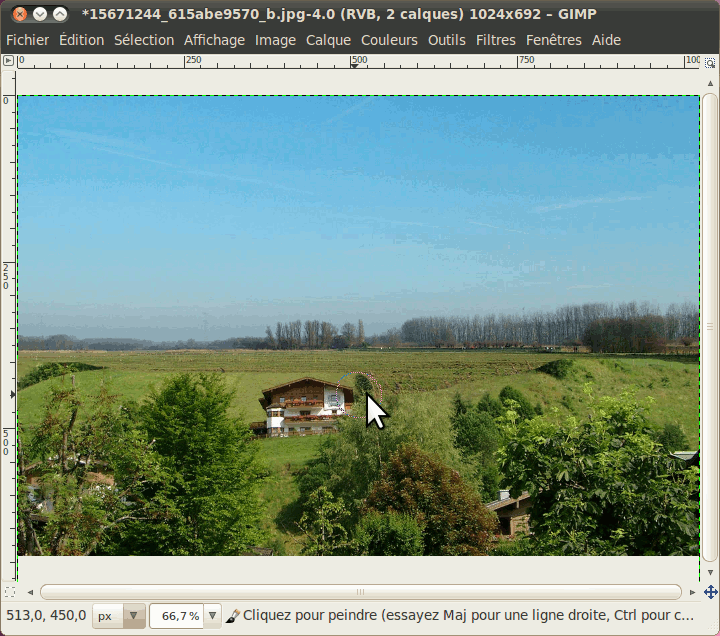 *15671244_615abe9570_b.jpg-4.0 (RVB, 2 calques) 1024x692 – GIMP
Fichier Édition Sélection Affichage Image Calque Couleurs Outils Filtres Fenêtres Aide
0 250 500 750 100
0
250
500
513,0, 450,0 px 66,7 % Cliquez pour peindre (essayez Maj pour une ligne droite, Ctrl pour c...